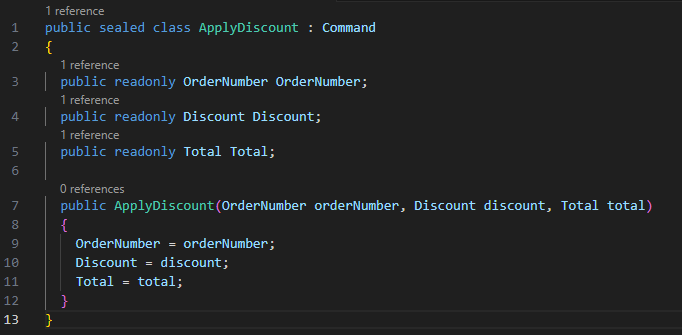 1 reference
1 public sealed class ApplyDiscount : Command
2 {
1 reference
3 public readonly OrderNumber OrderNumber;
1 reference
4 public readonly Discount Discount;
1 reference
5 public readonly Total Total;
6
0 references
7 public ApplyDiscount(OrderNumber orderNumber, Discount discount, Total total)
8 {
9 OrderNumber = orderNumber;
10 Discount = discount;
11 Total = total;
12 }
13 }